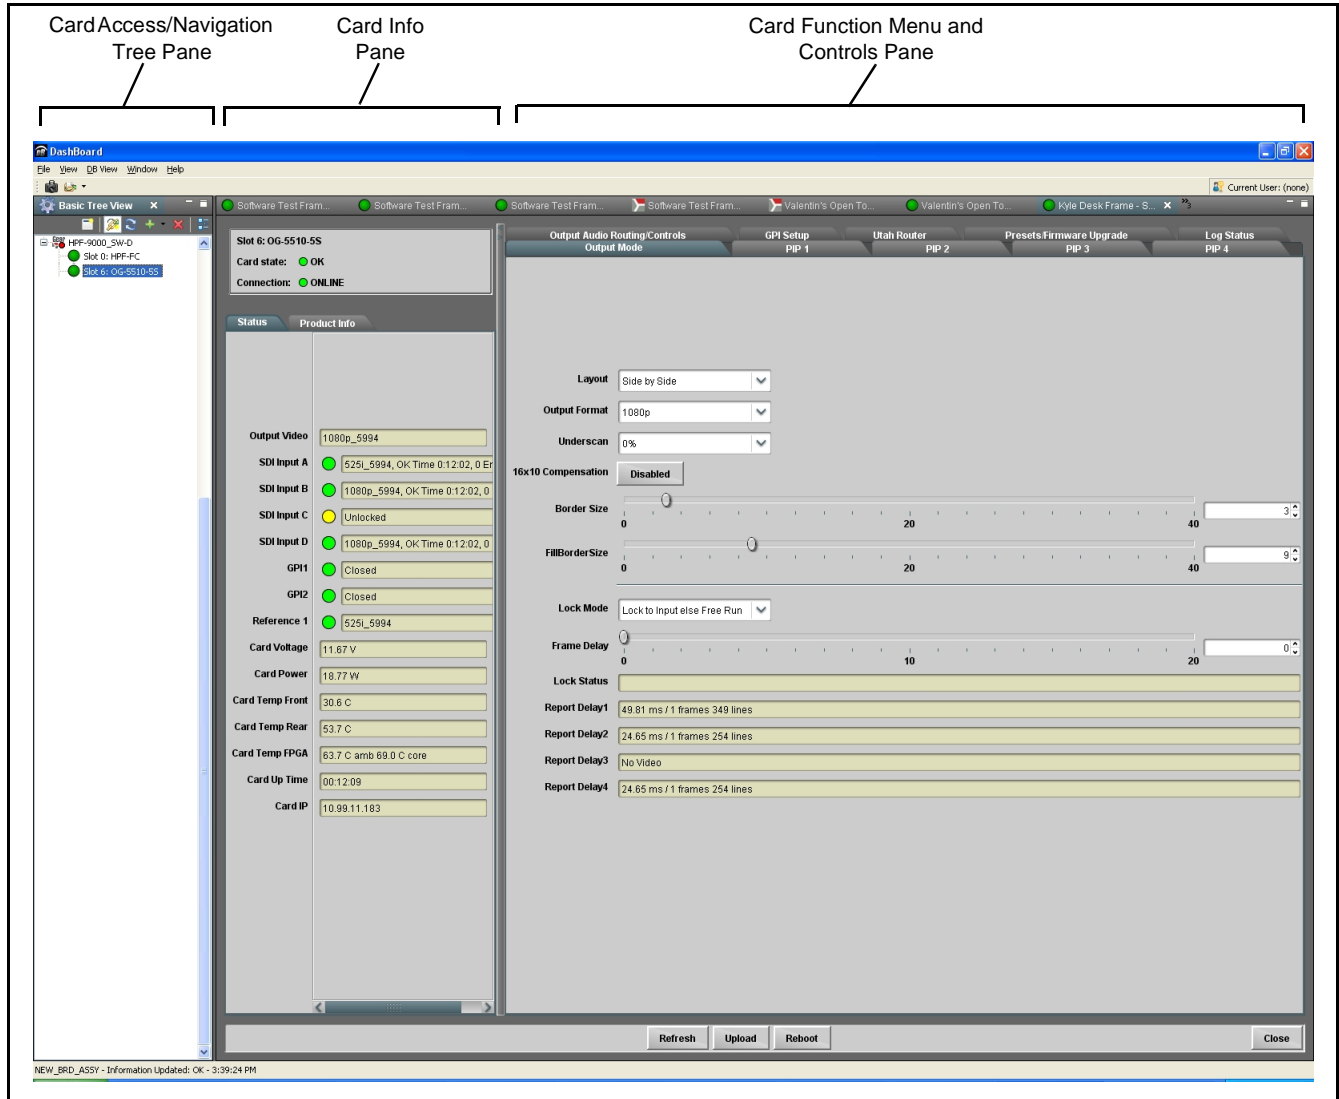 Card Access/Navigation
Tree Pane
Card Info
Pane
Card Function Menu and
Controls Pane
DashBoard
File View DB View Window Help
Current User: (none)
Basic Tree View
Software Test Fram...
Software Test Fram...
Software Test Fram...
Software Test Fram...
Valentin's Open To...
Valentin's Open To...
Kyle Desk Frame - S...
»3
HPF-9000_SW-D
Slot 0: HPF-FC
Slot 6: OG-5510-5S
Slot 6: OG-5510-5S
Card state: OK
Connection: ONLINE
Status Product Info
Output Video 1080p_5994
SDI Input A 525i_5994, OK Time 0:12:02, 0 Er
SDI Input B 1080p_5994, OK Time 0:12:02, 0
SDI Input C Unlocked
SDI Input D 1080p_5994, OK Time 0:12:02, 0
GPI1 Closed
GPI2 Closed
Reference 1 525i_5994
Card Voltage 11.67 V
Card Power 18.77 W
Card Temp Front 30.6 C
Card Temp Rear 53.7 C
Card Temp FPGA 63.7 C amb 69.0 C core
Card Up Time 00:12:09
Card IP 10.99.11.183
Output Audio Routing/Controls GPI Setup Utah Router Presets/Firmware Upgrade Log Status
Output Mode PIP 1 PIP 2 PIP 3 PIP 4
Layout Side by Side
Output Format 1080p
Underscan 0%
16x10 Compensation Disabled
Border Size 3
0 20 40
FillBorderSize 9
0 20 40
Lock Mode Lock to Input else Free Run
Frame Delay 0
0 10 20
Lock Status
Report Delay1 49.81 ms / 1 frames 349 lines
Report Delay2 24.65 ms / 1 frames 254 lines
Report Delay3 No Video
Report Delay4 24.65 ms / 1 frames 254 lines
Refresh Upload Reboot Close
NEW_BRD_ASSY - Information Updated: OK - 3:39:24 PM